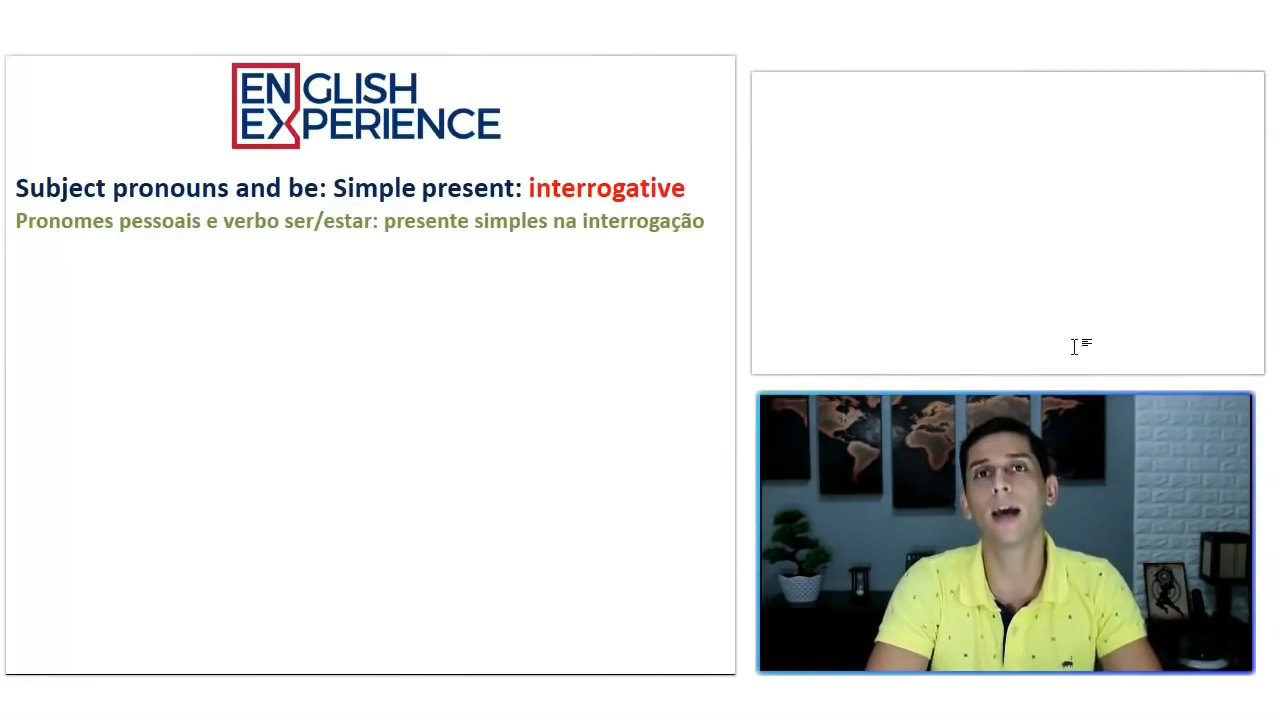 ENGLISH
EXPERIENCE
Subject pronouns and be: Simple present: interrogative
Pronomes pessoais e verbo ser/estar: presente simples na interrogação